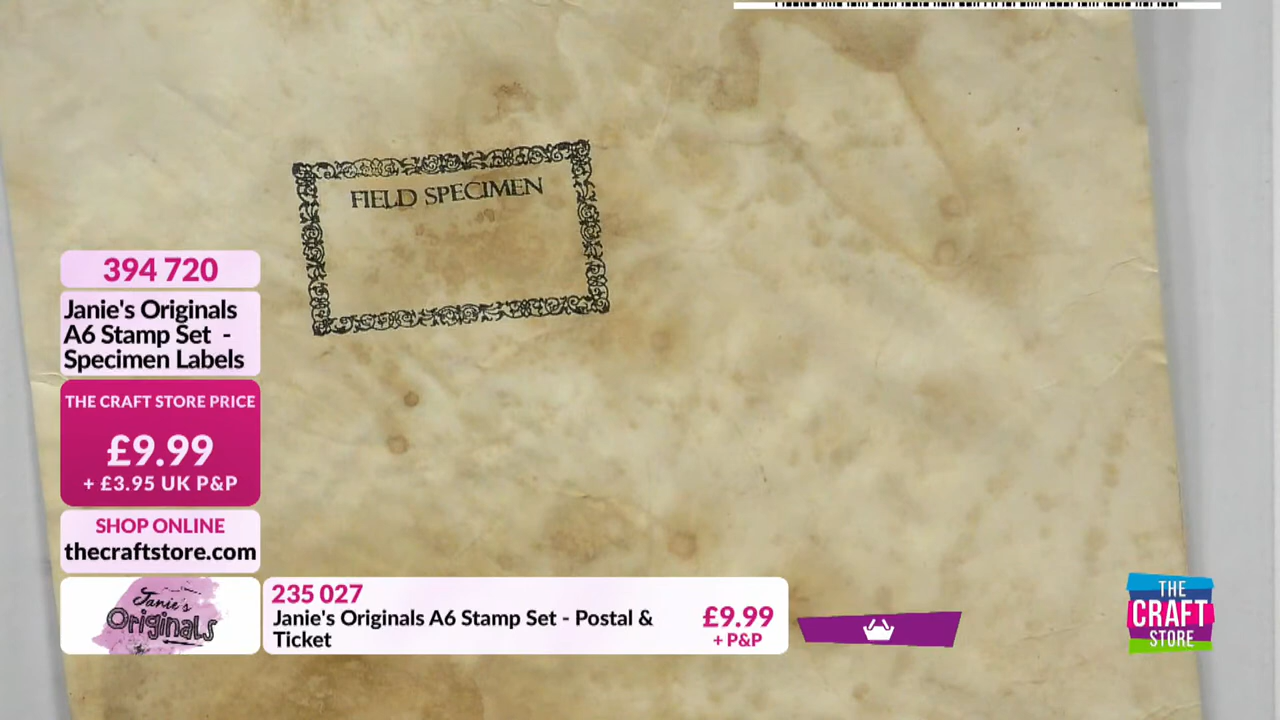 FIELD SPECIMEN
394 720
Janie's Originals
A6 Stamp Set -
Specimen Labels
THE CRAFT STORE PRICE
£9.99
+ £3.95 UK P&P
SHOP ONLINE
thecraftstore.com
Janie's
Originals
235 027
Janie's Originals A6 Stamp Set - Postal &
Ticket
£9.99
+ P&P
THE
CRAFT
STORE